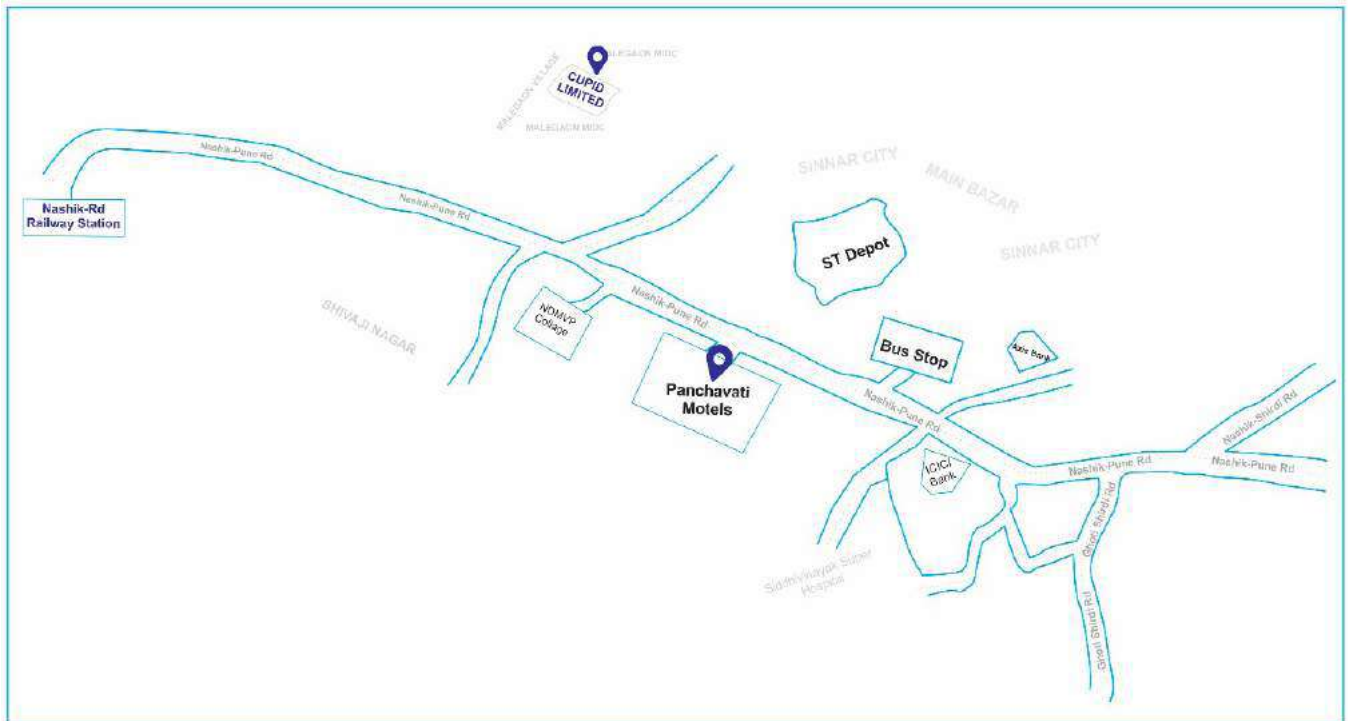 MALEGAON MIDC
CUPID
LIMITED
MALEGAON VILLAGE
MALEGAON MIDC
Nashik-Pune Rd
SINNAR CITY
MAIN BAZAR
Nashik-Rd
Railway Station
Nashik-Pune Rd
ST Depot
SINNAR CITY
SHIVAJI NAGAR
NDMVP
Collage
Nashik-Pune Rd
Bus Stop
Axis Bank
Panchavati
Motels
Nashik-Pune Rd
Nashik-Shirdi Rd
ICICI
Bank
Nashik-Pune Rd
Nashik-Pune Rd
Ghoti Shirdi Rd
Siddhivinayak Super
Hospital
Ghoti Shirdi Rd